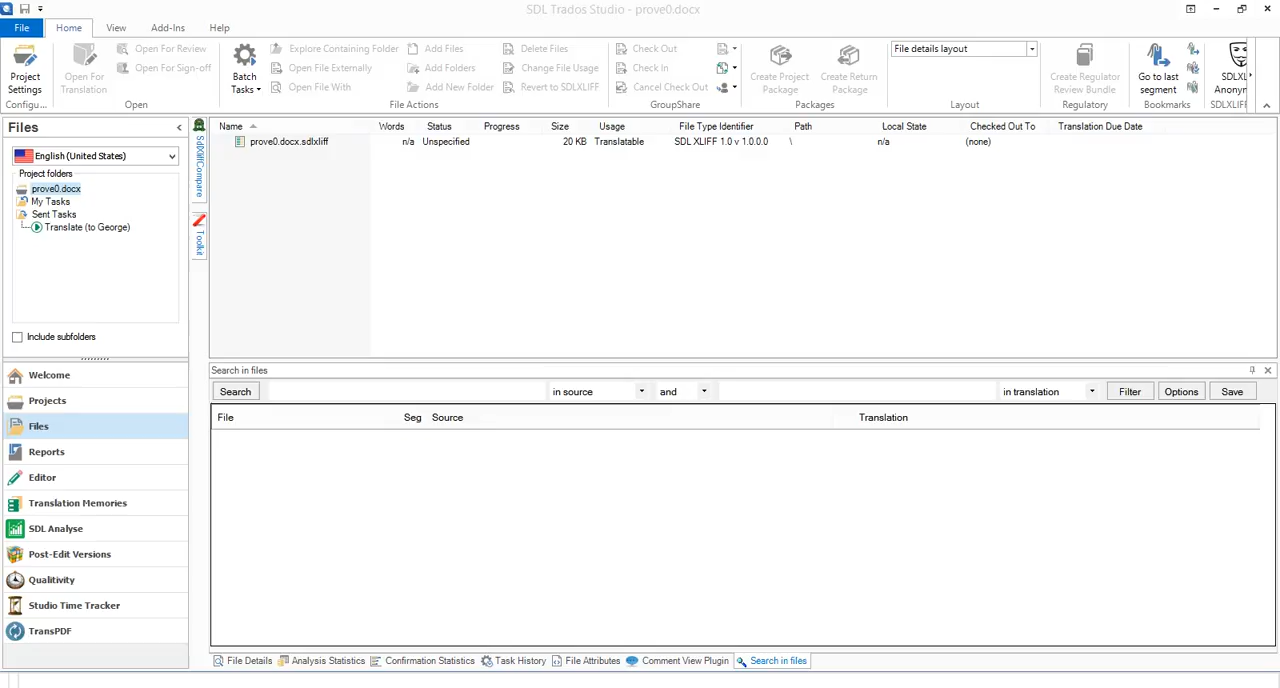 SDL Trados Studio - prove0.docx
File Home View Add-Ins Help
Project Settings
Configu...
Open For Translation
Open For Review
Open For Sign-off
Open
Batch Tasks
Explore Containing Folder
Open File Externally
Open File With
Add Files
Add Folders
Add New Folder
Delete Files
Change File Usage
Revert to SDLXLIFF
File Actions
Check Out
Check In
Cancel Check Out
GroupShare
Create Project Package
Create Return Package
Packages
File details layout
Layout
Create Regulatory Review Bundle
Regulatory
Go to last segment
Bookmarks
SDLXL
Anonyn
SDLXLIFF
Files
English (United States)
Project folders
prove0.docx
My Tasks
Sent Tasks
Translate (to George)
Include subfolders
Welcome
Projects
Files
Reports
Editor
Translation Memories
SDL Analyse
Post-Edit Versions
Qualitivity
Studio Time Tracker
TransPDF
SdlXliffCompare
Toolkit
Name Words Status Progress Size Usage File Type Identifier Path Local State Checked Out To Translation Due Date
prove0.docx.sdlxliff n/a Unspecified 20 KB Translatable SDL XLIFF 1.0 v 1.0.0.0 \ n/a (none)
Search in files
Search in source and in translation Filter Options Save
File Seg Source Translation
File Details Analysis Statistics Confirmation Statistics Task History File Attributes Comment View Plugin Search in files